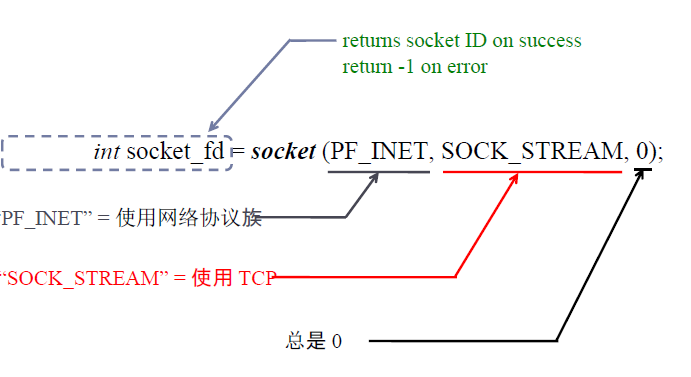 returns socket ID on success
return -1 on error
int socket_fd = socket (PF_INET, SOCK_STREAM, 0);
PF_INET” = 使用网络协议族
“SOCK_STREAM” = 使用 TCP
总是 0